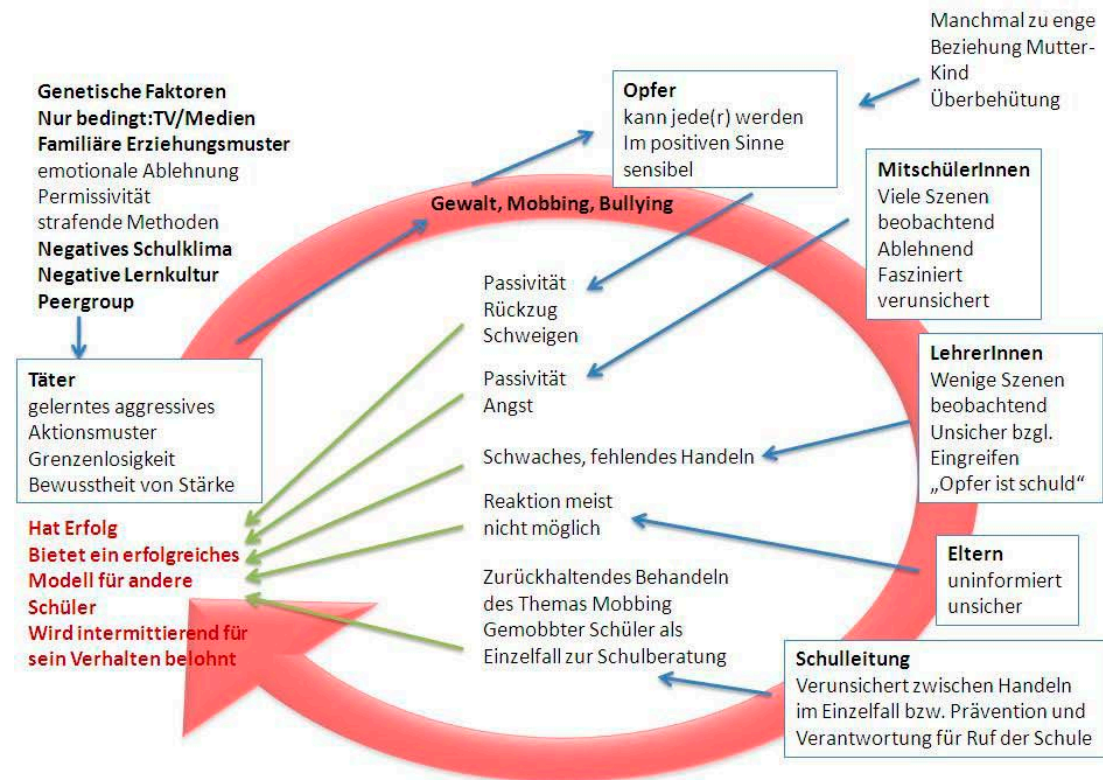 Genetische Faktoren
Nur bedingt:TV/Medien
Familiäre Erziehungsmuster
emotionale Ablehnung
Permissivität
strafende Methoden
Negatives Schulklima
Negative Lernkultur
Peergroup
Täter
gelerntes aggressives
Aktionsmuster
Grenzenlosigkeit
Bewusstheit von Stärke
Hat Erfolg
Bietet ein erfolgreiches
Modell für andere
Schüler
Wird intermittierend für
sein Verhalten belohnt
Gewalt, Mobbing, Bullying
Opfer
kann jede(r) werden
Im positiven Sinne
sensibel
Manchmal zu enge
Beziehung Mutter-
Kind
Überbehütung
MitschülerInnen
Viele Szenen
beobachtend
Ablehnend
Fasziniert
verunsichert
LehrerInnen
Wenige Szenen
beobachtend
Unsicher bzgl.
Eingreifen
„Opfer ist schuld“
Eltern
uninformiert
unsicher
Schulleitung
Verunsichert zwischen Handeln
im Einzelfall bzw. Prävention und
Verantwortung für Ruf der Schule
Passivität
Rückzug
Schweigen
Passivität
Angst
Schwaches, fehlendes Handeln
Reaktion meist
nicht möglich
Zurückhaltendes Behandeln
des Themas Mobbing
Gemobbter Schüler als
Einzelfall zur Schulberatung